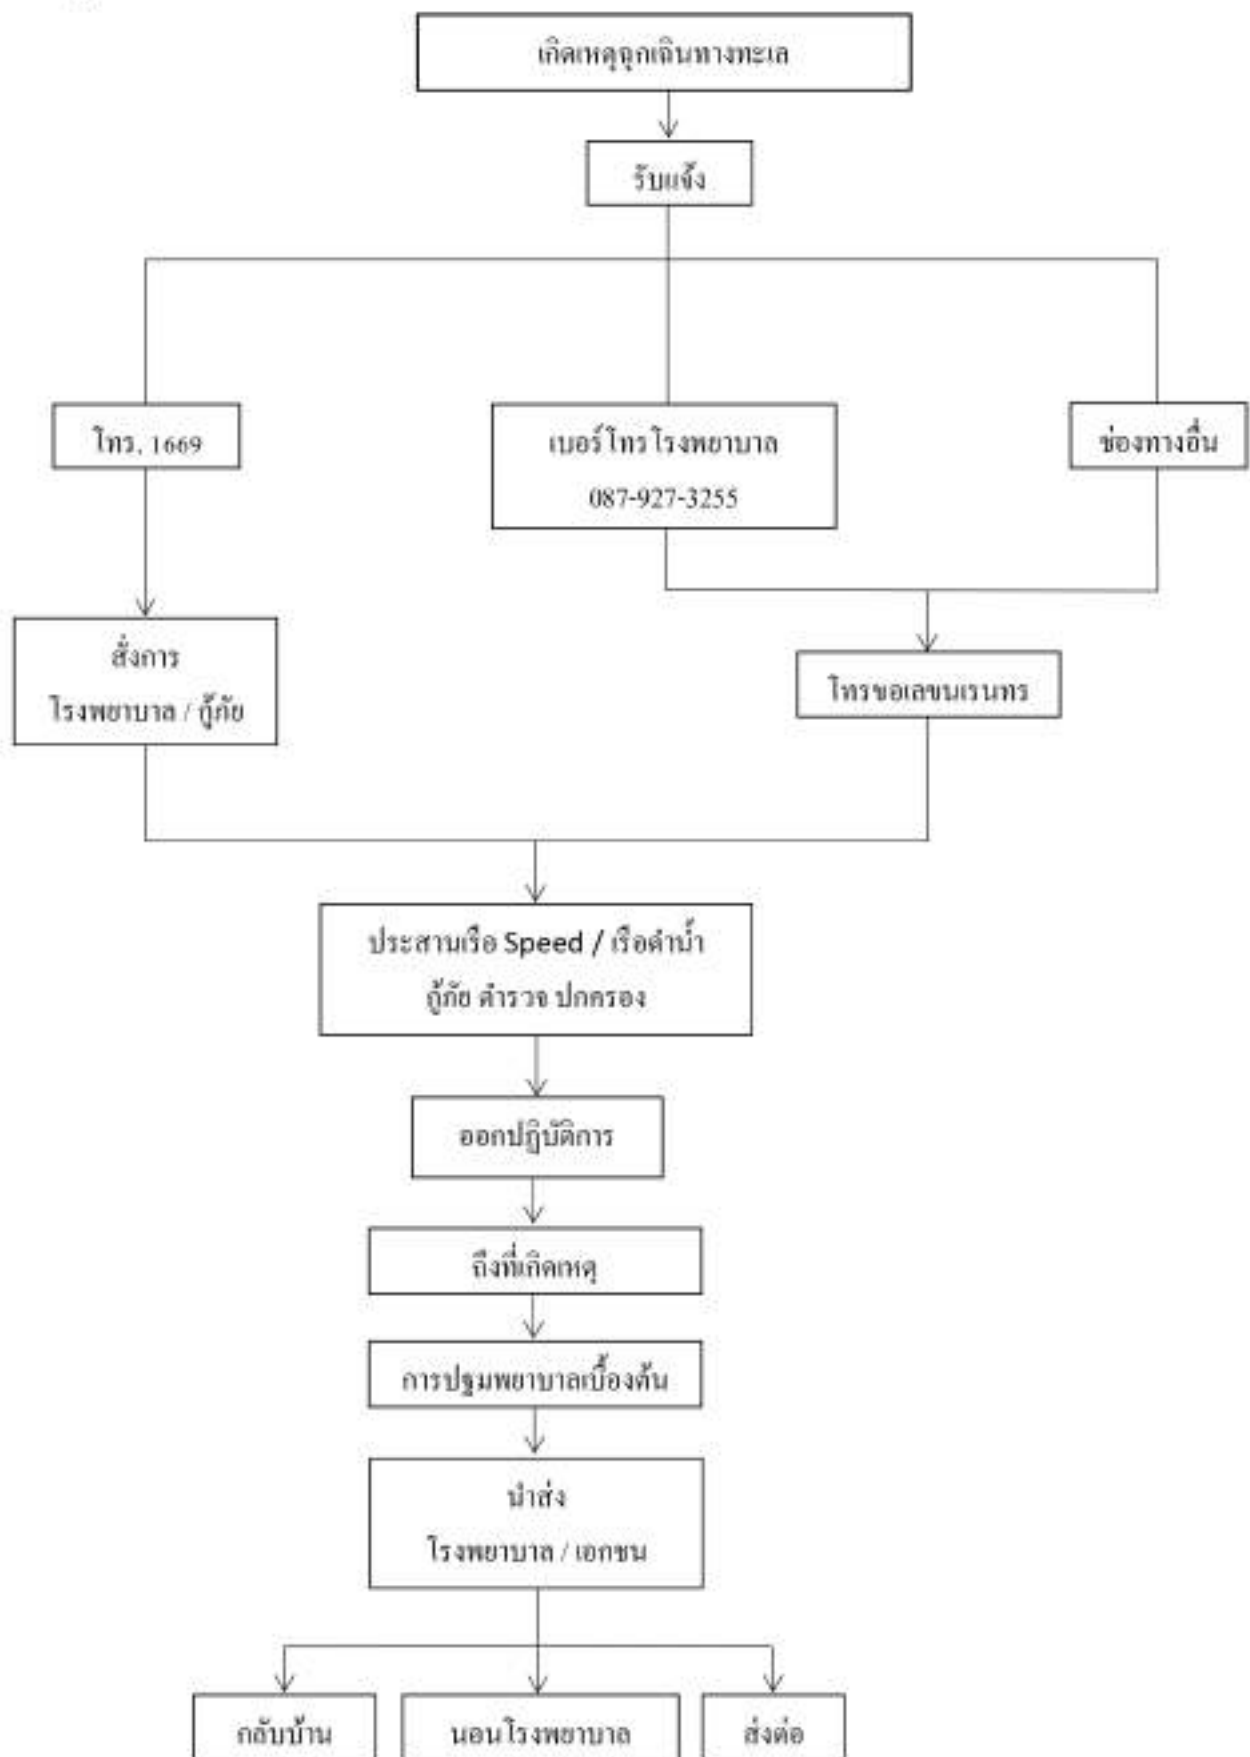 เกิดเหตุฉุกเฉินทางทะเล
รับแจ้ง
โทร. 1669
เบอร์โทรโรงพยาบาล
087-927-3255
ช่องทางอื่น
สั่งการ
โรงพยาบาล / กู้ภัย
โทรขอเลขนเรนทร
ประสานเรือ Speed / เรือดำน้ำ
กู้ภัย ตำรวจ ปกครอง
ออกปฏิบัติการ
ถึงที่เกิดเหตุ
การปฐมพยาบาลเบื้องต้น
นำส่ง
โรงพยาบาล / เอกชน
กลับบ้าน
นอนโรงพยาบาล
ส่งต่อ